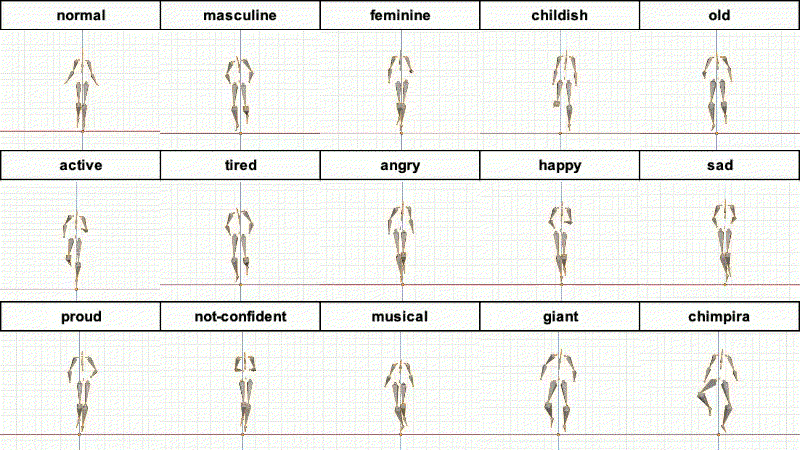 normal masculine feminine childish old
active tired angry happy sad
proud not-confident musical giant chimpira